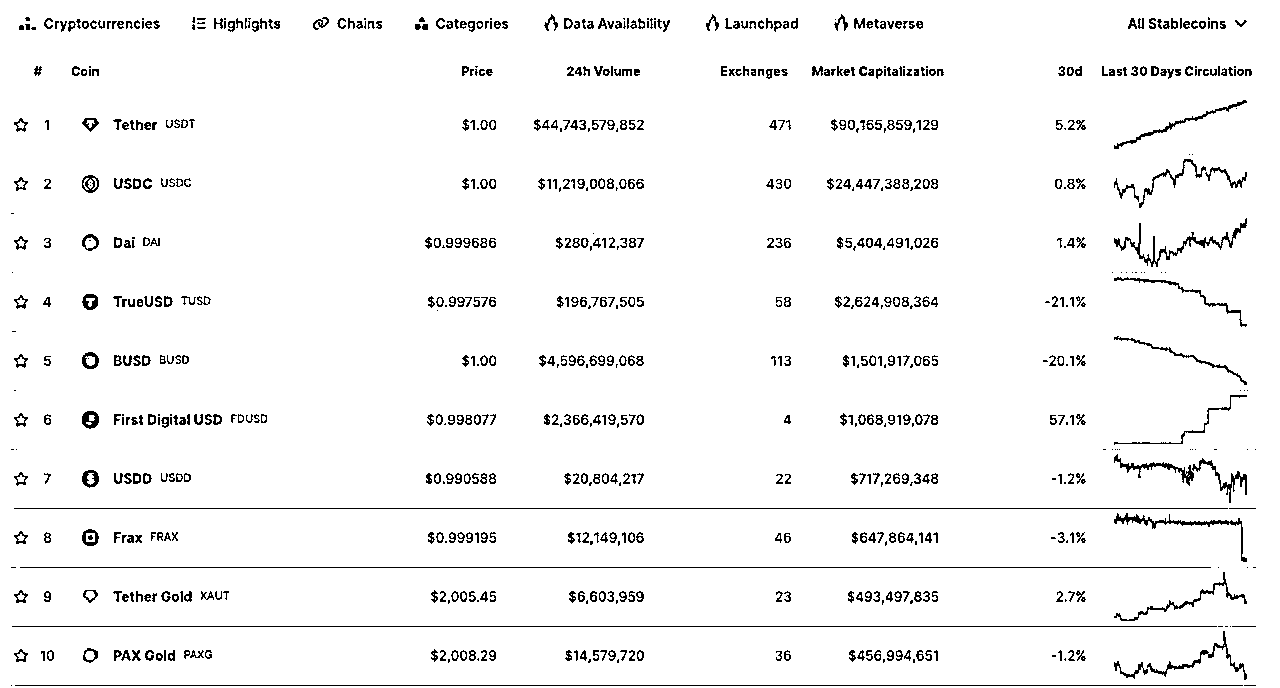 Cryptocurrencies Highlights Chains Categories Data Availability Launchpad Metaverse All Stablecoins
# Coin Price 24h Volume Exchanges Market Capitalization 30d Last 30 Days Circulation
1 Tether USDT $1.00 $44,743,579,852 471 $90,165,859,129 5.2%
2 USDC USDC $1.00 $11,219,008,066 430 $24,447,388,208 0.8%
3 Dai DAI $0.999686 $280,412,387 236 $5,404,491,026 1.4%
4 TrueUSD TUSD $0.997576 $196,767,505 58 $2,624,908,364 -21.1%
5 BUSD BUSD $1.00 $4,596,699,068 113 $1,501,917,065 -20.1%
6 First Digital USD FDUSD $0.998077 $2,366,419,570 4 $1,068,919,078 57.1%
7 USDD USDD $0.990588 $20,804,217 22 $717,269,348 -1.2%
8 Frax FRAX $0.999195 $12,149,106 46 $647,864,141 -3.1%
9 Tether Gold XAUT $2,005.45 $6,603,959 23 $493,497,835 2.7%
10 PAX Gold PAXG $2,008.29 $14,579,720 36 $456,994,651 -1.2%